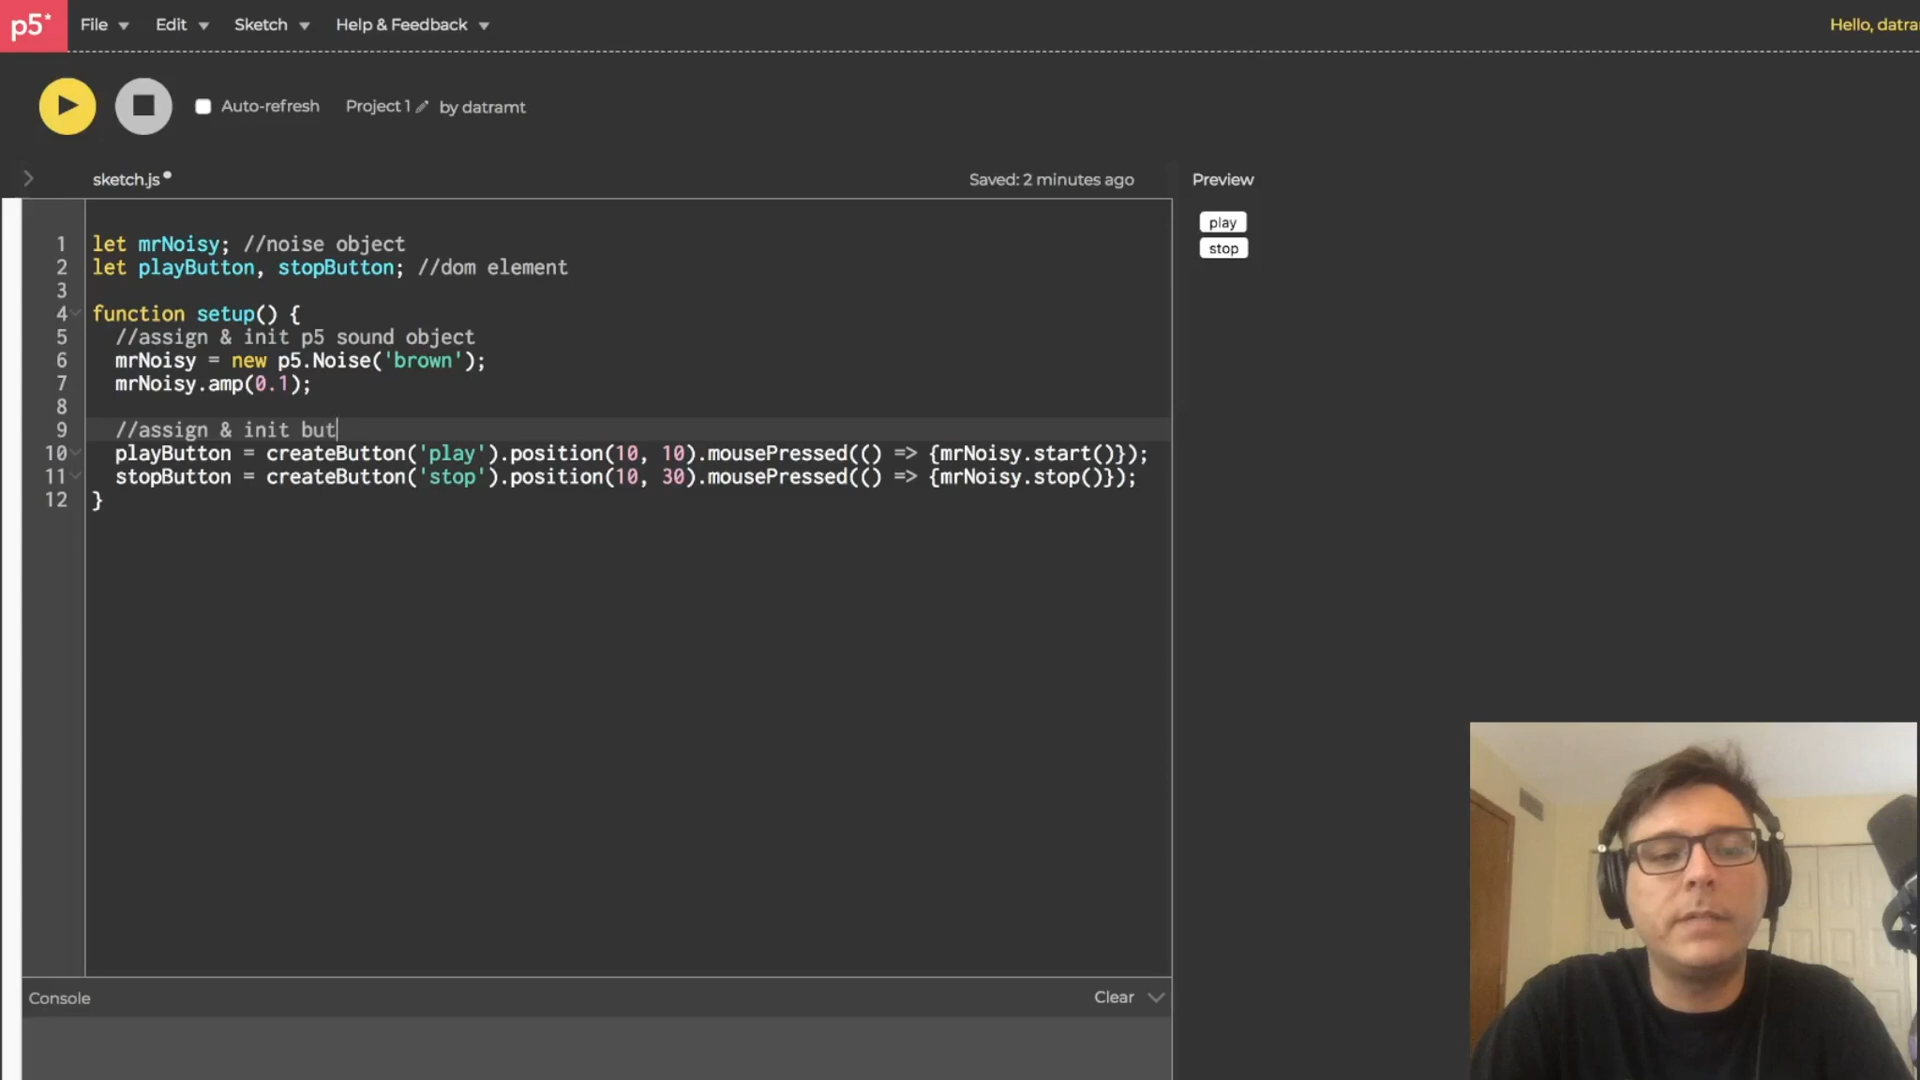 p5* File Edit Sketch Help & Feedback Hello, datra
Auto-refresh Project 1 by datramt
sketch.js Saved: 2 minutes ago Preview
play
stop
1 let mrNoisy; //noise object
2 let playButton, stopButton; //dom element
3
4 function setup() {
5 //assign & init p5 sound object
6 mrNoisy = new p5.Noise('brown');
7 mrNoisy.amp(0.1);
8
9 //assign & init but
10 playButton = createButton('play').position(10, 10).mousePressed(() => {mrNoisy.start()});
11 stopButton = createButton('stop').position(10, 30).mousePressed(() => {mrNoisy.stop()});
12 }
Console Clear